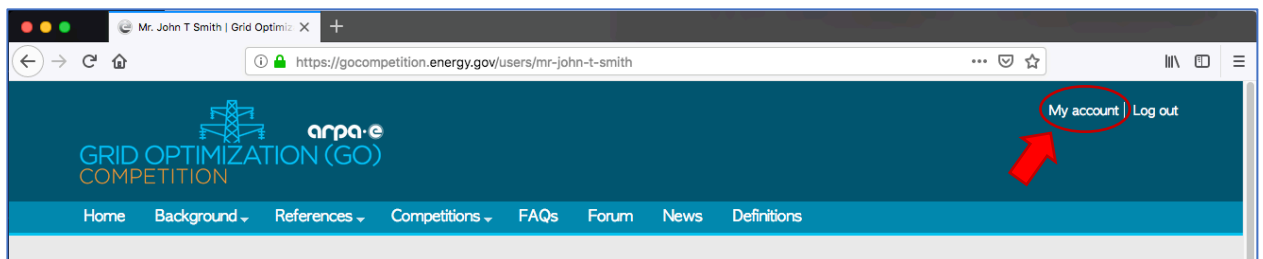 Mr. John T Smith | Grid Optimiz
https://gocompetition.energy.gov/users/mr-john-t-smith
My account | Log out
arpa·e
GRID OPTIMIZATION (GO)
COMPETITION
Home Background References Competitions FAQs Forum News Definitions